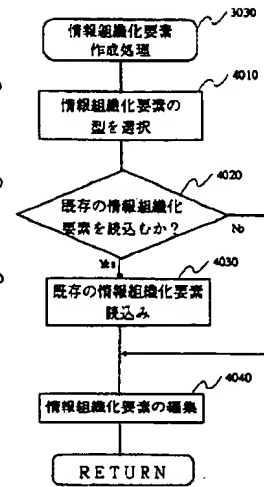 情報組織化要素
作成処理
3030
4010
情報組織化要素の
型を選択
4020
既存の情報組織化
要素を読込むか?
No
Yes
4030
既存の情報組織化要素
読込み
4040
情報組織化要素の編集
RETURN